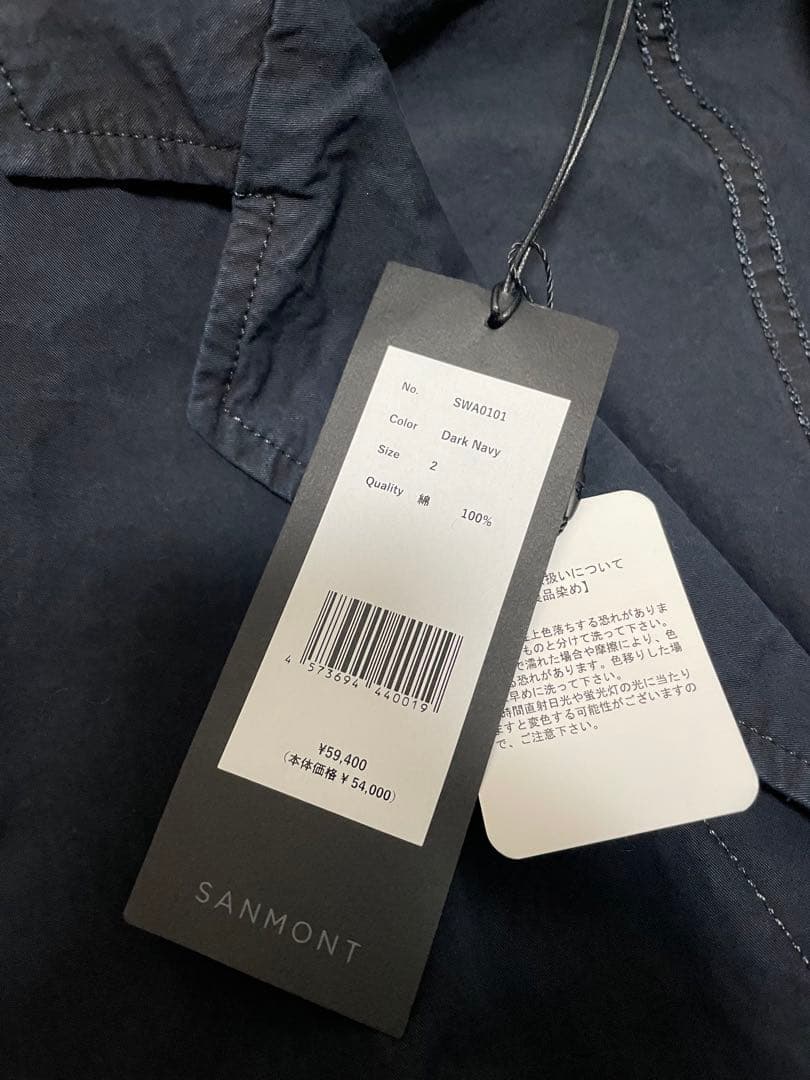 No. SWA0101
Color Dark Navy
Size 2
Quality 綿 100%
4 573694 440019
¥59,400
(本体価格 ¥ 54,000)
SANMONT
扱いについて
品染め】
上色落ちする恐れがありま
ものと分けて洗って下さい。
で濡れた場合や摩擦により、色
る恐れがあります。色移りした場
早めに洗って下さい。
時間直射日光や蛍光灯の光に当たり
ますと変色する可能性がございますの
で、ご注意下さい。